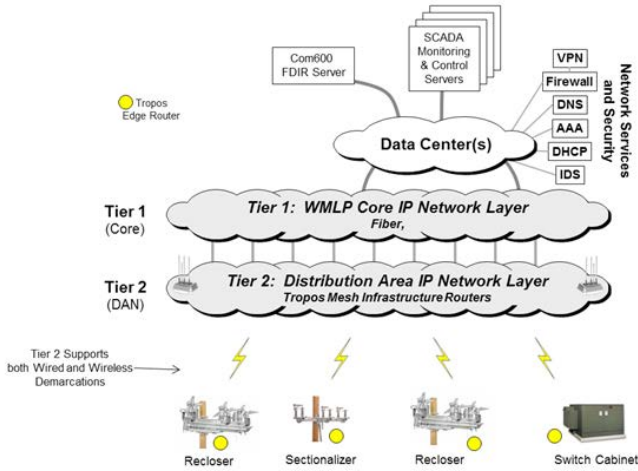 Com600
FDIR Server
SCADA
Monitoring
& Control
Servers
VPN
Firewall
DNS
AAA
DHCP
IDS
Network Services
and Security
Tropos
Edge Router
Data Center(s)
Tier 1
(Core)
Tier 1: WMLP Core IP Network Layer
Fiber,
Tier 2
(DAN)
Tier 2: Distribution Area IP Network Layer
Tropos Mesh Infrastructure Routers
Tier 2 Supports
both Wired and Wireless
Demarcations
Recloser
Sectionalizer
Recloser
Switch Cabinet